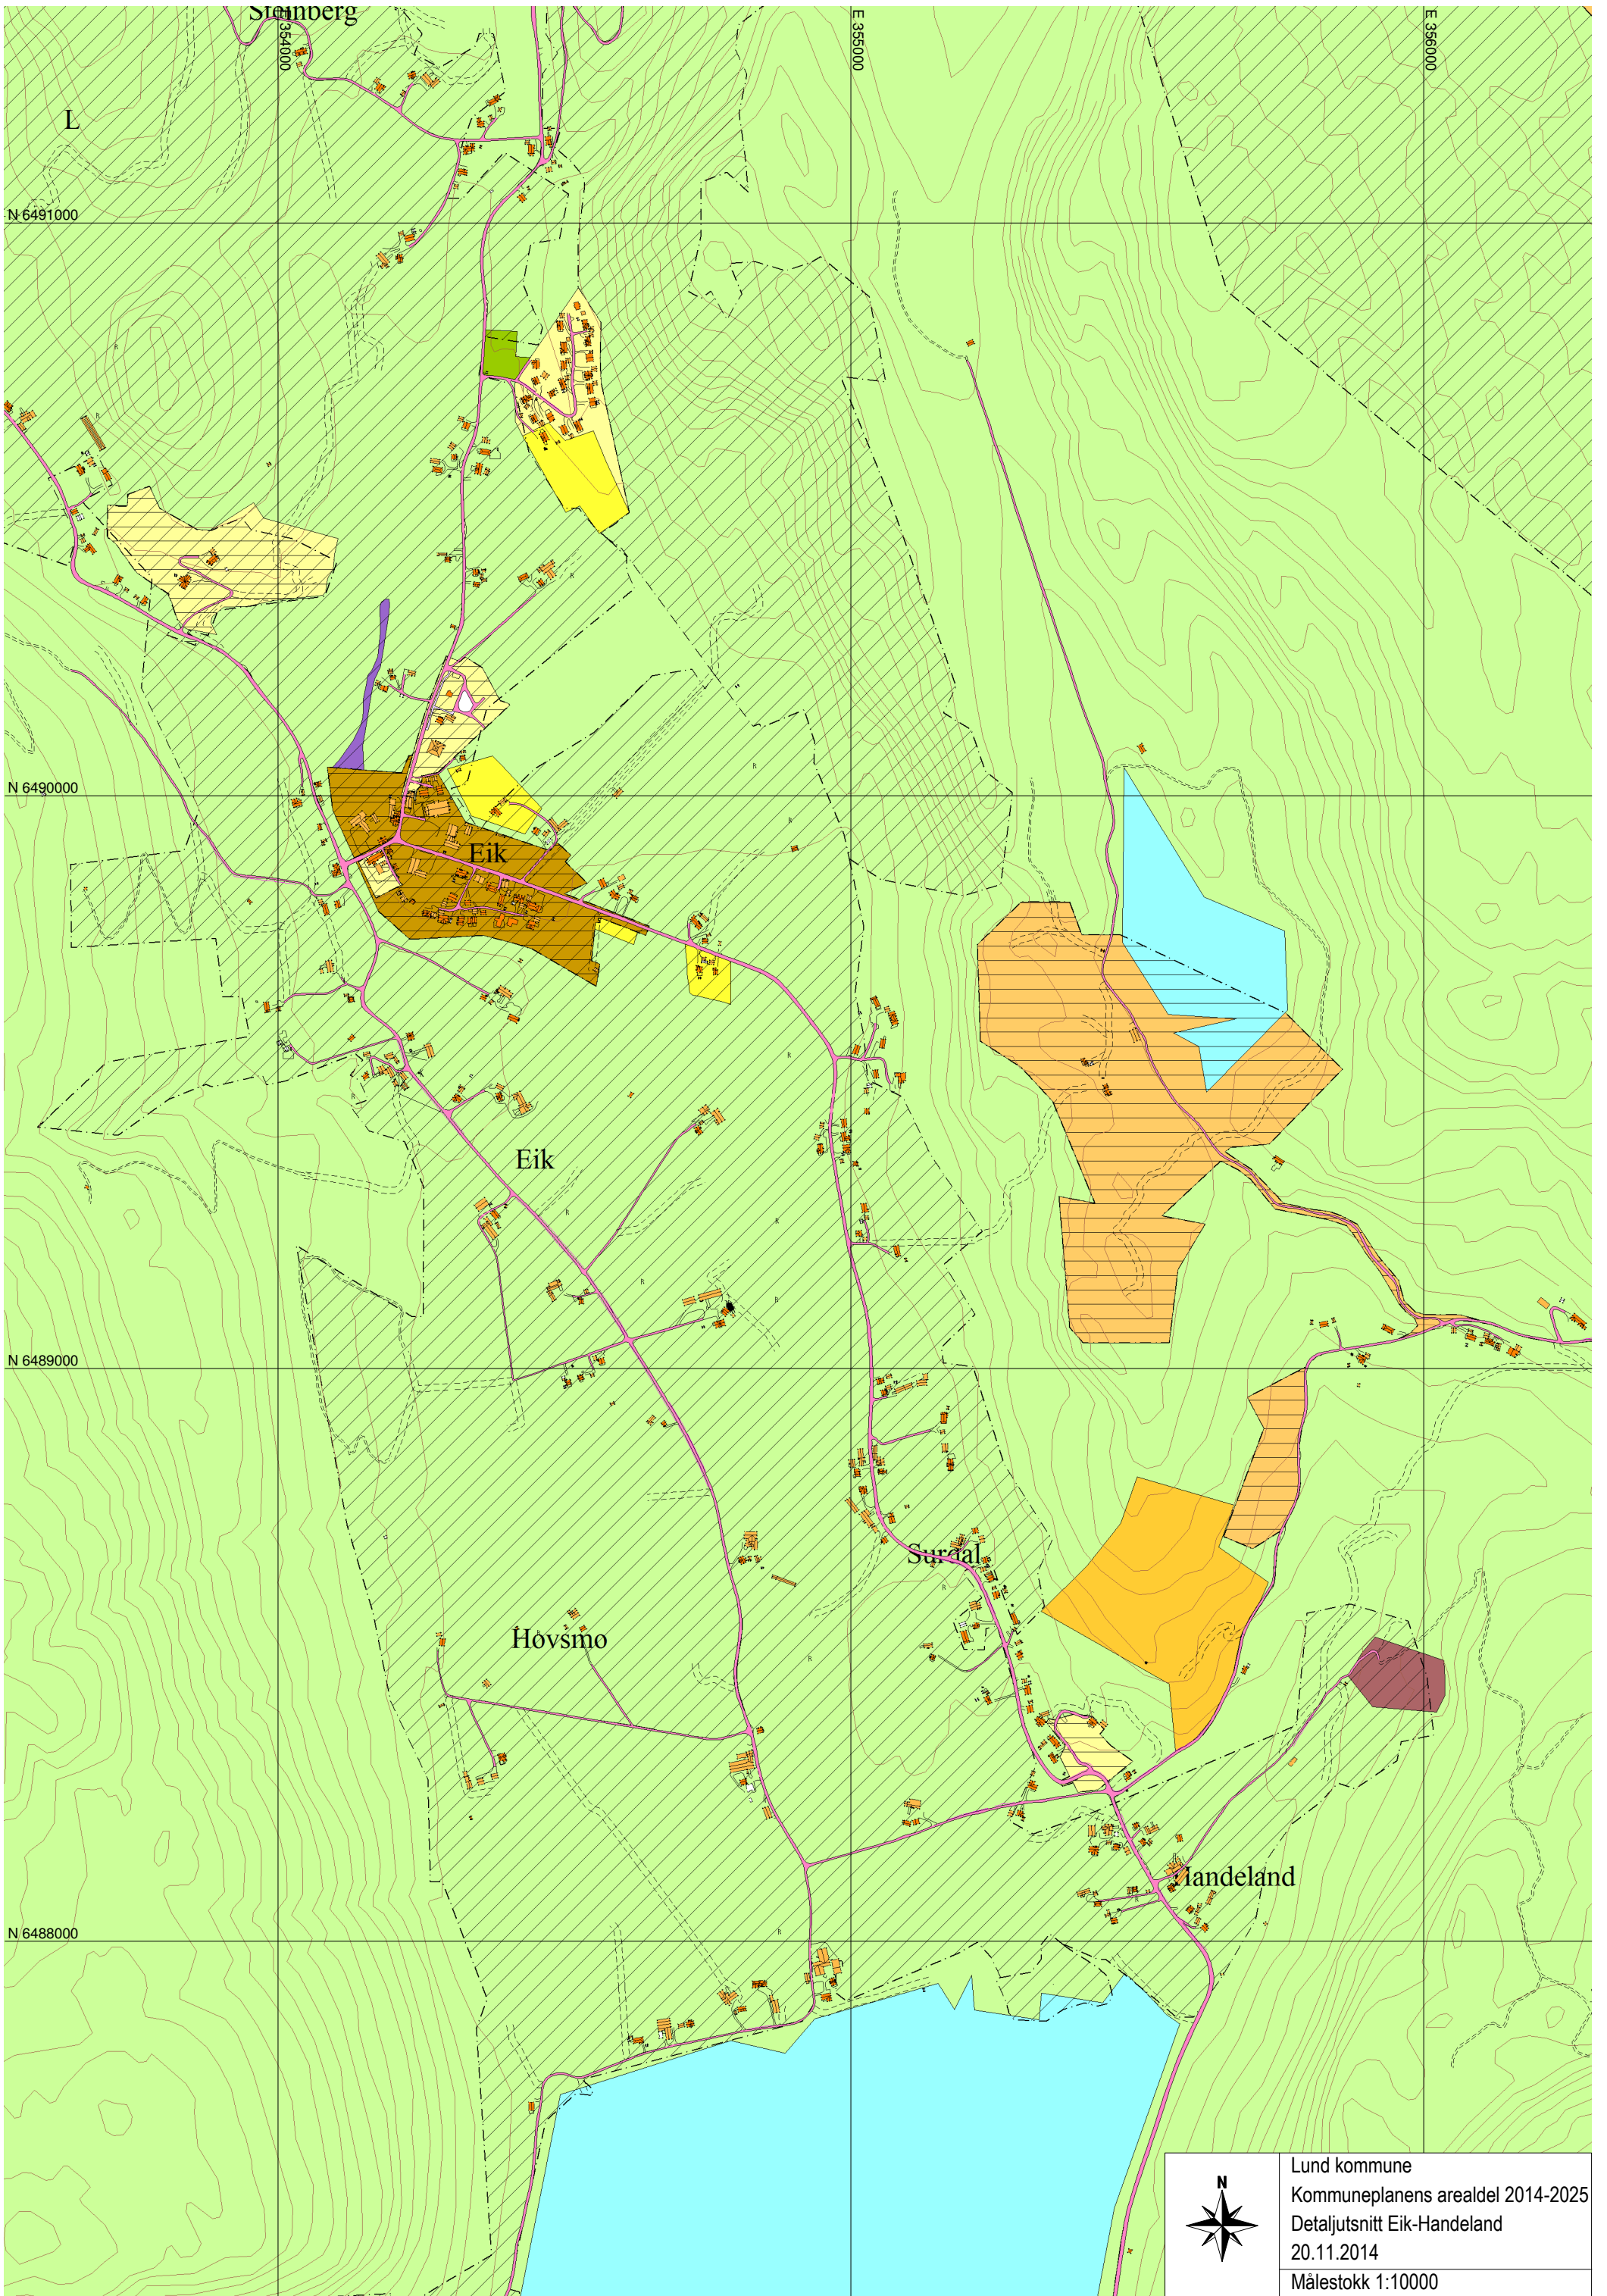 Steinberg
E 354000
E 355000
E 356000
L
N 6491000
N 6490000
Eik
Eik
N 6489000
Surdal
Hovsmo
Handeland
N 6488000
N
Lund kommune
Kommuneplanens arealdel 2014-2025
Detaljutsnitt Eik-Handeland
20.11.2014
Målestokk 1:10000